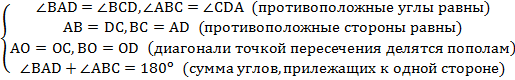 ∠BAD = ∠BCD, ∠ABC = ∠CDA (противоположные углы равны)
AB = DC, BC = AD (противоположные стороны равны)
AO = OC, BO = OD (диагонали точкой пересечения делятся пополам)
∠BAD + ∠ABC = 180° (сумма углов, прилежащих к одной стороне)